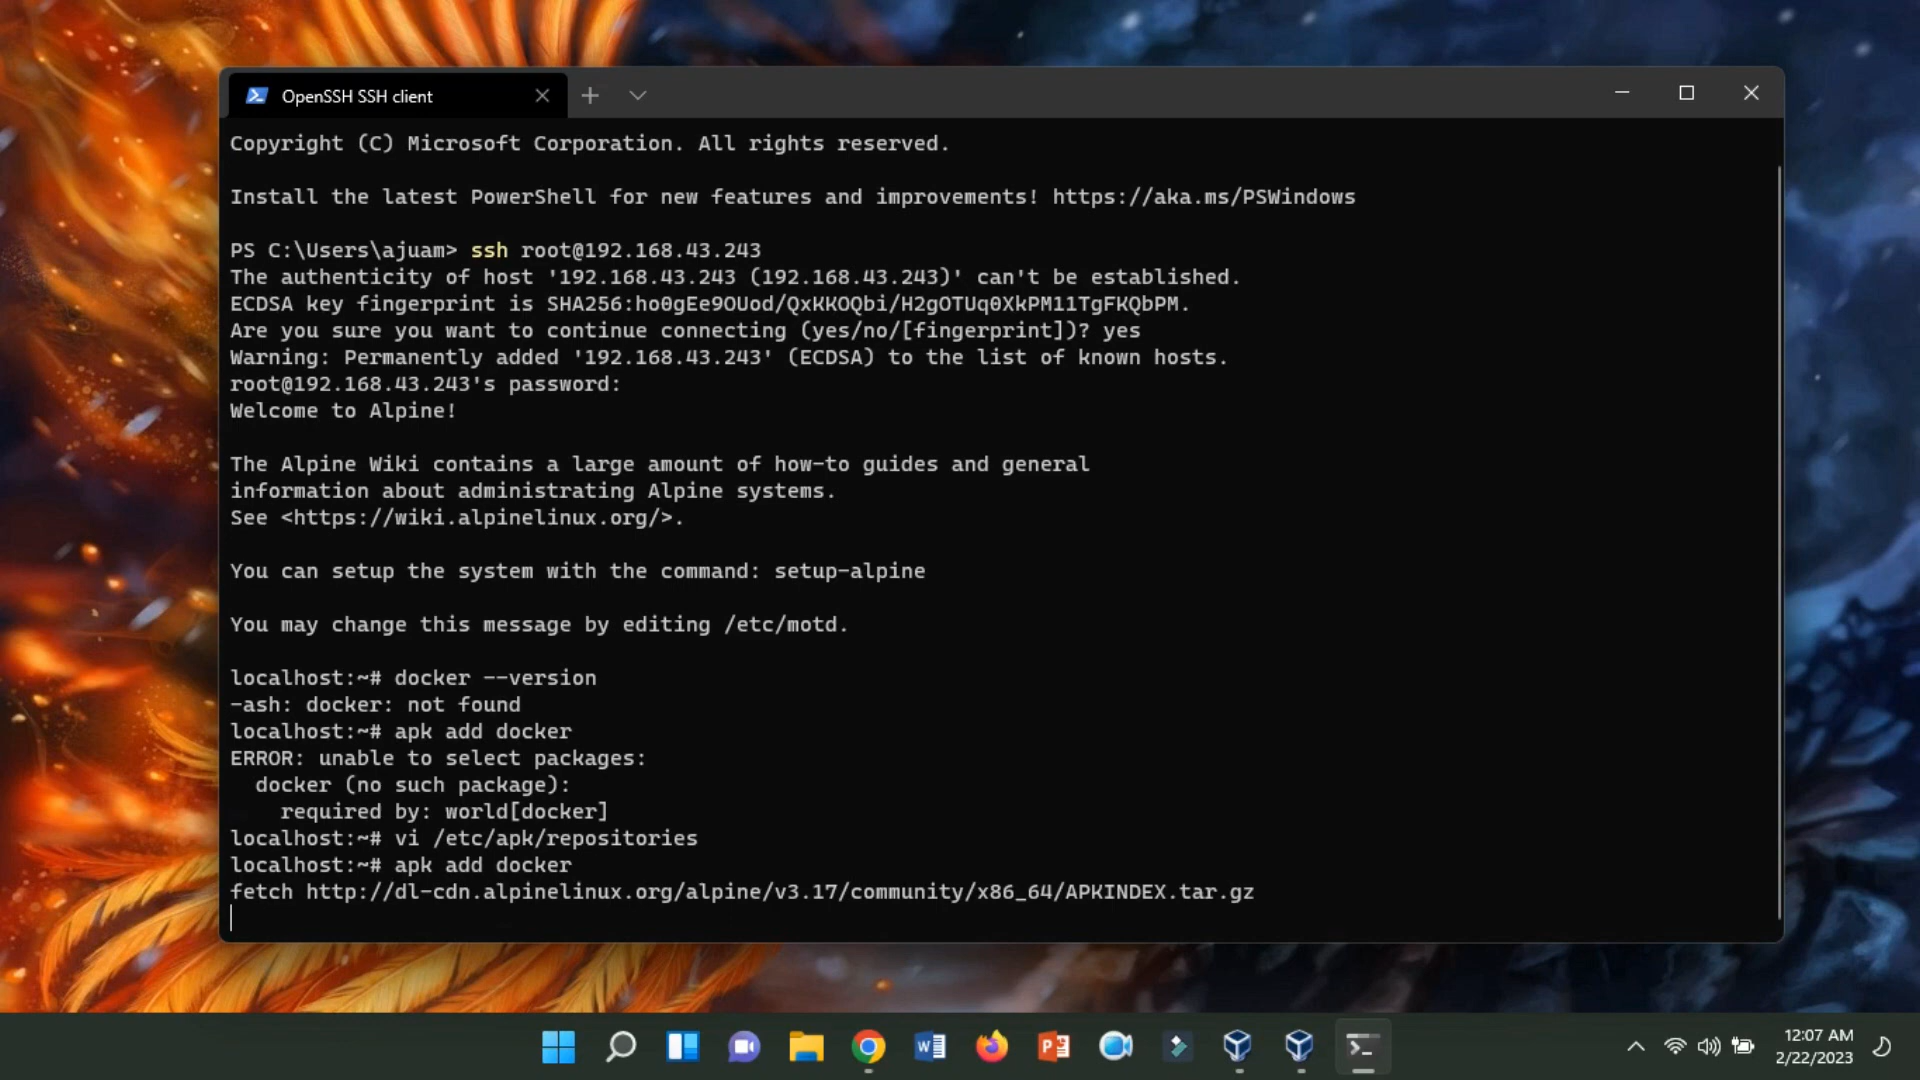 OpenSSH SSH client
Copyright (C) Microsoft Corporation. All rights reserved.
Install the latest PowerShell for new features and improvements! https://aka.ms/PSWindows
PS C:\Users\ajuam> ssh root@192.168.43.243
The authenticity of host '192.168.43.243 (192.168.43.243)' can't be established.
ECDSA key fingerprint is SHA256:ho0gEe9OUod/QxKKOQbi/H2gOTUq0XkPM11TgFKQbPM.
Are you sure you want to continue connecting (yes/no/[fingerprint])? yes
Warning: Permanently added '192.168.43.243' (ECDSA) to the list of known hosts.
root@192.168.43.243's password:
Welcome to Alpine!
The Alpine Wiki contains a large amount of how-to guides and general
information about administrating Alpine systems.
See <https://wiki.alpinelinux.org/>.
You can setup the system with the command: setup-alpine
You may change this message by editing /etc/motd.
localhost:~# docker --version
-ash: docker: not found
localhost:~# apk add docker
ERROR: unable to select packages:
  docker (no such package):
    required by: world[docker]
localhost:~# vi /etc/apk/repositories
localhost:~# apk add docker
fetch http://dl-cdn.alpinelinux.org/alpine/v3.17/community/x86_64/APKINDEX.tar.gz
12:07 AM
2/22/2023